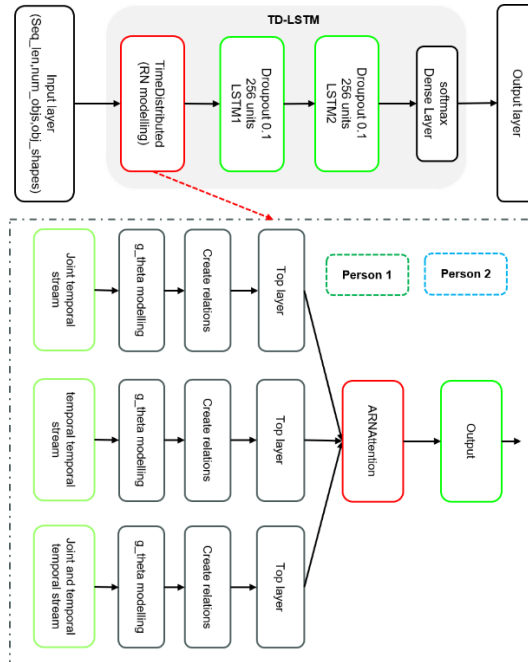 TD-LSTM
Input layer
(Seq_len,num_objs,obj_shapes)
TimeDistributed
(RN modelling)
Droupout 0.1
256 units
LSTM1
Droupout 0.1
256 units
LSTM2
softmax
Dense Layer
Output layer
Joint temporal
stream
g_theta modelling
Create relations
Top layer
Person 1
Person 2
temporal temporal
stream
g_theta modelling
Create relations
Top layer
ARNAttention
Output
Joint and temporal
temporal stream
g_theta modelling
Create relations
Top layer